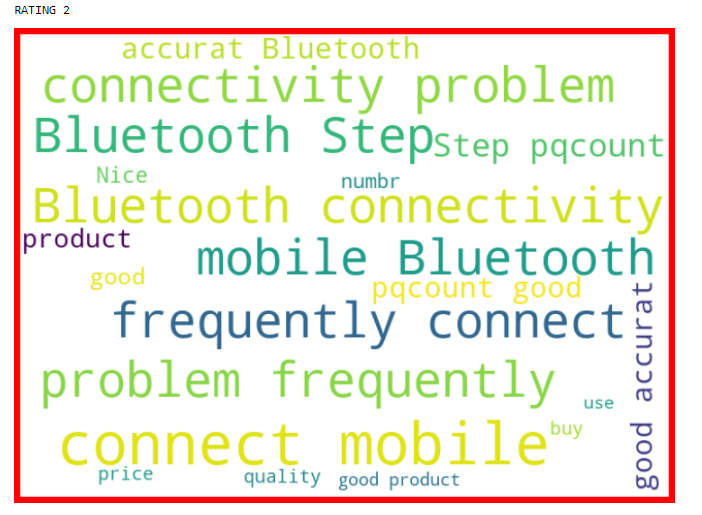 RATING 2
accurat Bluetooth
connectivity problem
Bluetooth Step
Step pqcount
Nice
numbr
Bluetooth connectivity
product
mobile Bluetooth
good
pqcount good
frequently connect
good accurat
problem frequently
use
connect mobile
buy
price
quality
good product